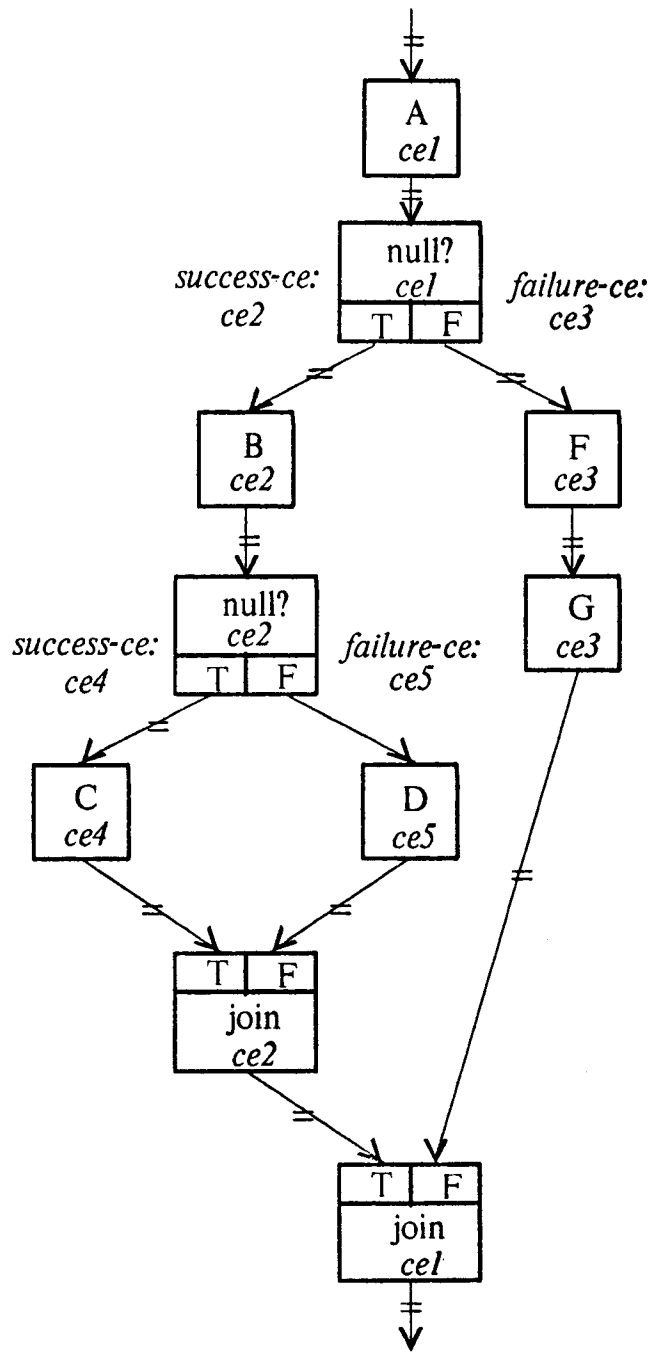 A
ce1
null?
ce1
success-ce:
ce2
failure-ce:
ce3
T F
B
ce2
F
ce3
null?
ce2
success-ce:
ce4
failure-ce:
ce5
T F
G
ce3
C
ce4
D
ce5
T F
join
ce2
T F
join
ce1